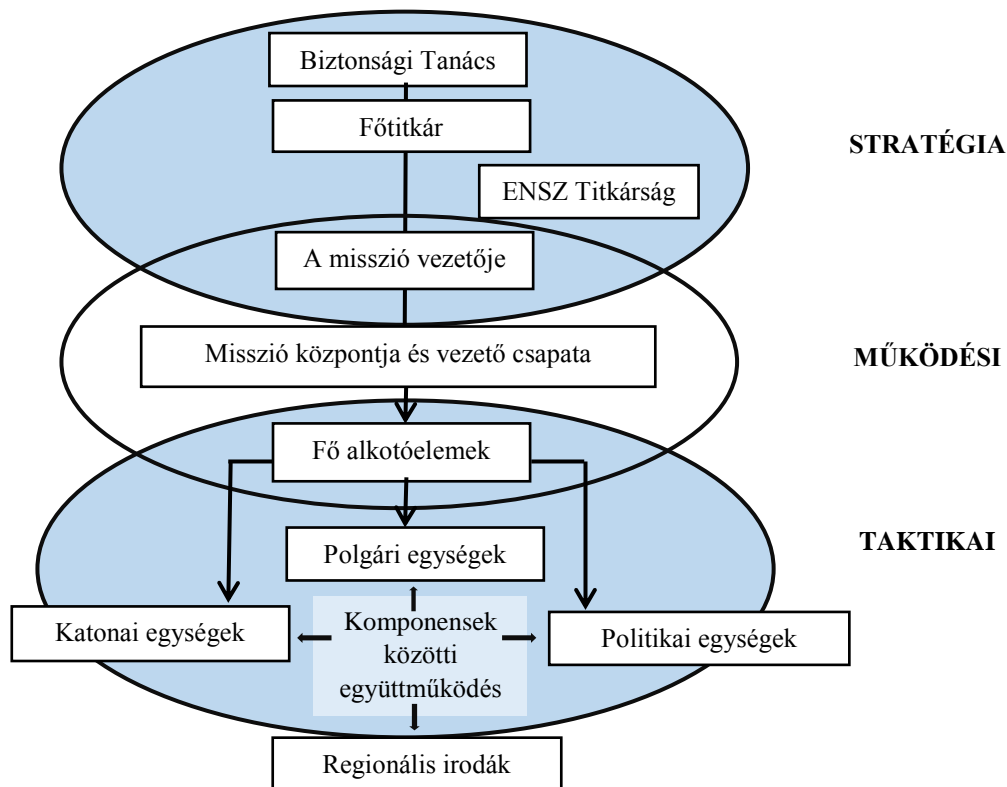 Biztonsági Tanács
Főtitkár
STRATÉGIA
ENSZ Titkárság
A misszió vezetője
Misszió központja és vezető csapata
MŰKÖDÉSI
Fő alkotóelemek
TAKTIKAI
Polgári egységek
Katonai egységek
Komponensek
közötti
együttműködés
Politikai egységek
Regionális irodák